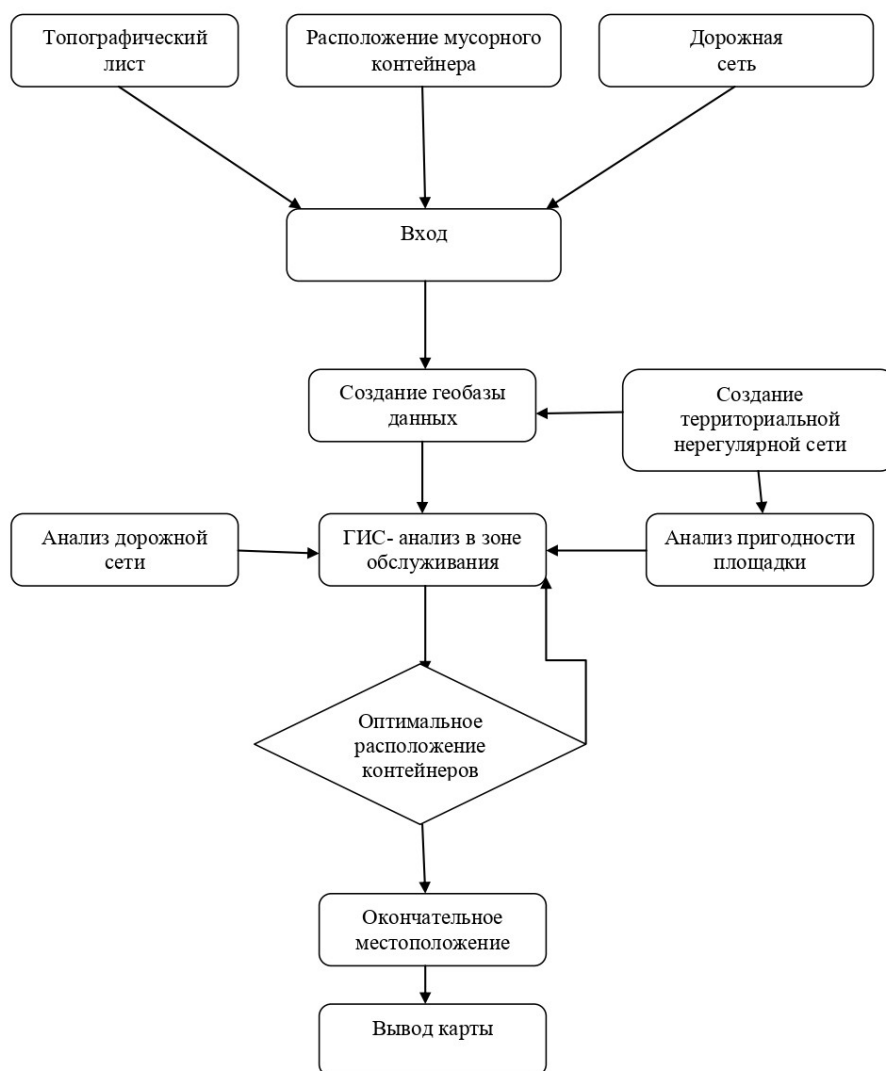 Топографический
лист
Расположение мусорного
контейнера
Дорожная
сеть
Вход
Создание геобазы
данных
Создание
территориальной
нерегулярной сети
Анализ дорожной
сети
ГИС- анализ в зоне
обслуживания
Анализ пригодности
площадки
Оптимальное
расположение
контейнеров
Окончательное
местоположение
Вывод карты